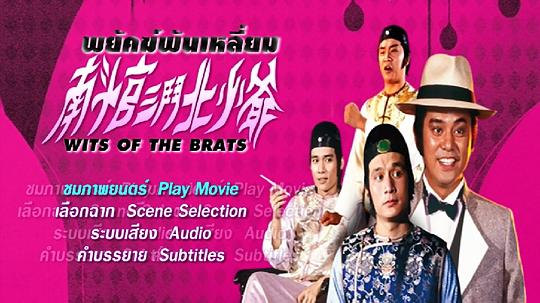 พยัคฆ์พันเหลี่ยม
南斗官三鬥北少爺
WITS OF THE BRATS
ชมภาพยนตร์ Play Movie
เลือกฉาก Scene Selection
ระบบเสียง Audio
คำบรรยาย Subtitles